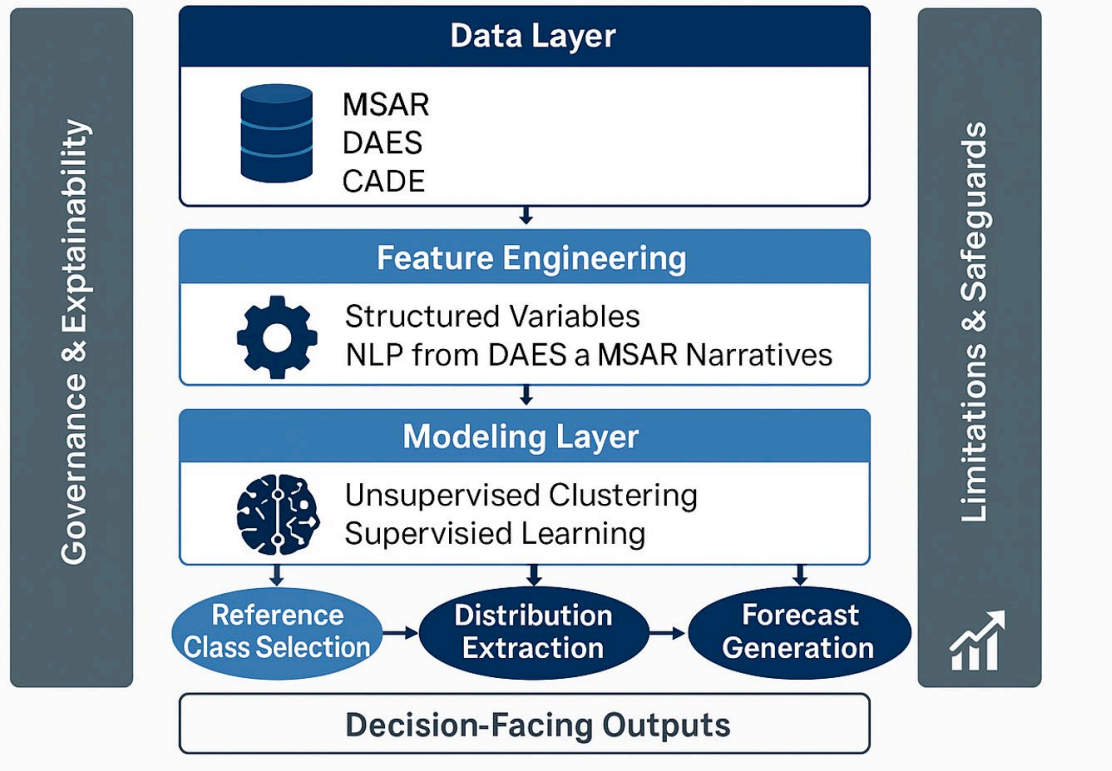 Data Layer
MSAR
DAES
CADE
Feature Engineering
Structured Variables
NLP from DAES a MSAR Narratives
Modeling Layer
Unsupervised Clustering
Supervisied Learning
Reference
Class Selection
Distribution
Extraction
Forecast
Generation
Decision-Facing Outputs
Governance & Exptainability
Limitations & Safeguards